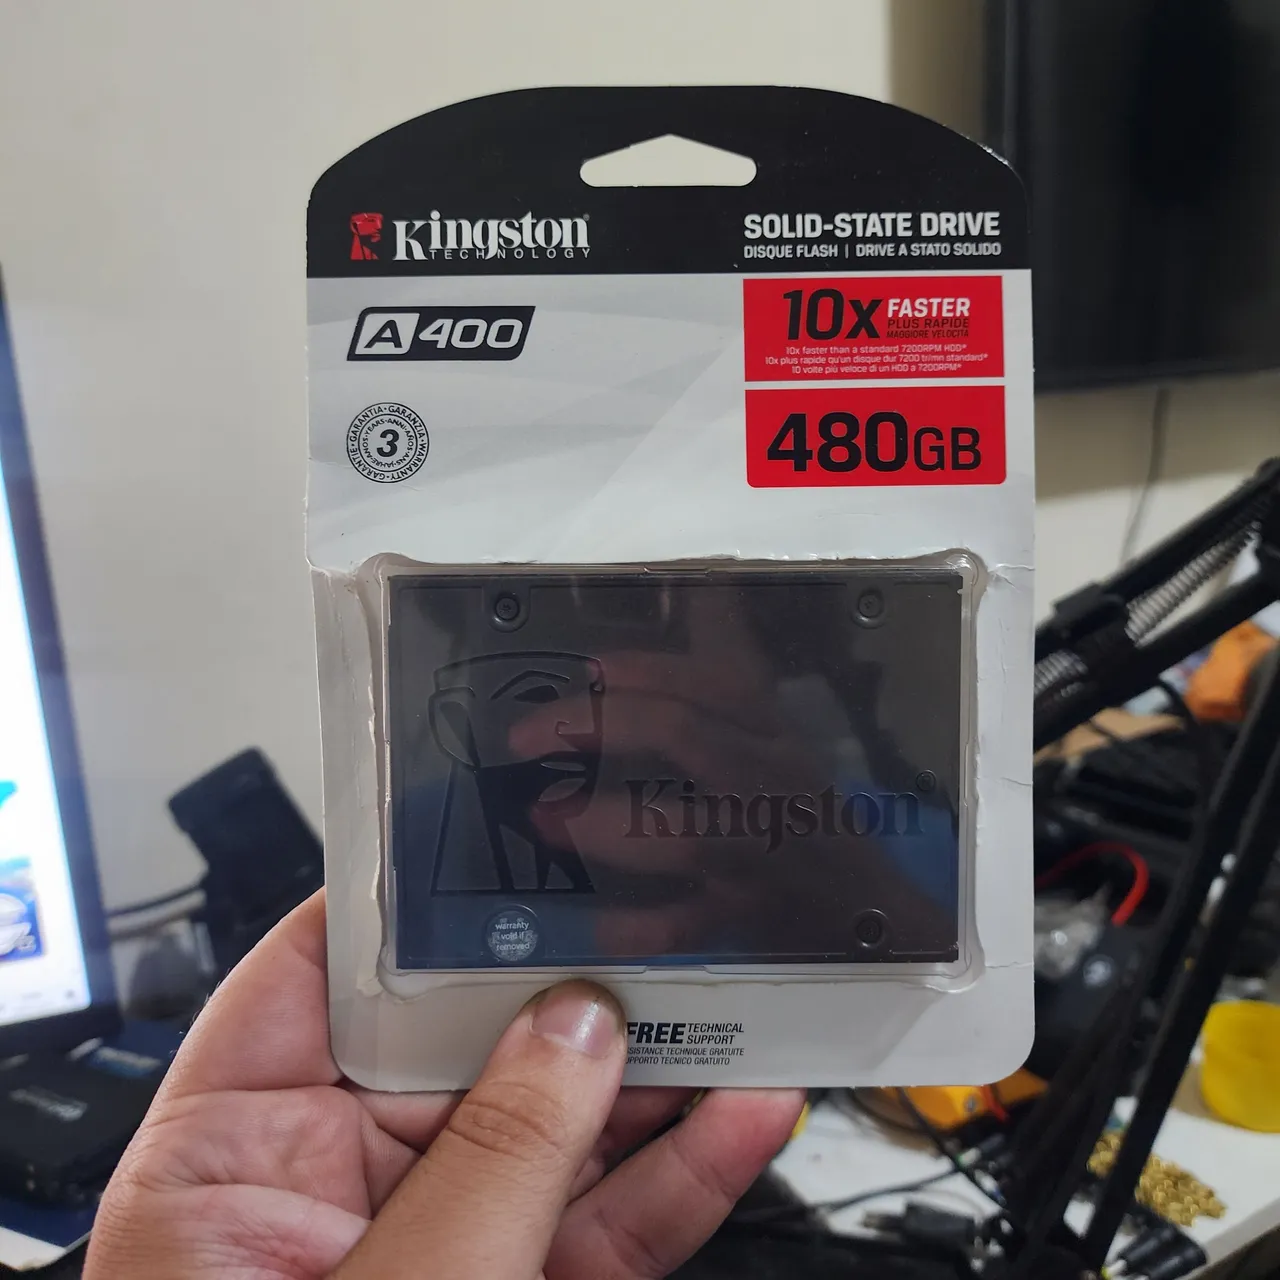 Kingston
TECHNOLOGY
SOLID-STATE DRIVE
DISQUE FLASH | DRIVE A STATO SOLIDO
A400
10x FASTER
PLUS RAPIDE
MAGGIORE VELOCITÀ
10x faster than a standard 7200RPM HDD*
10x plus rapide qu'un disque dur 7200 tr/mn standard*
10 volte più veloce di un HDD a 7200RPM*
480GB
GARANTIA · GARANZIA · WARRANTY · GARANTIE
3
Kingston
warranty
void if
removed
FREE TECHNICAL
SUPPORT
SISTANCE TECHNIQUE GRATUITE
PPORTO TECNICO GRATUITO